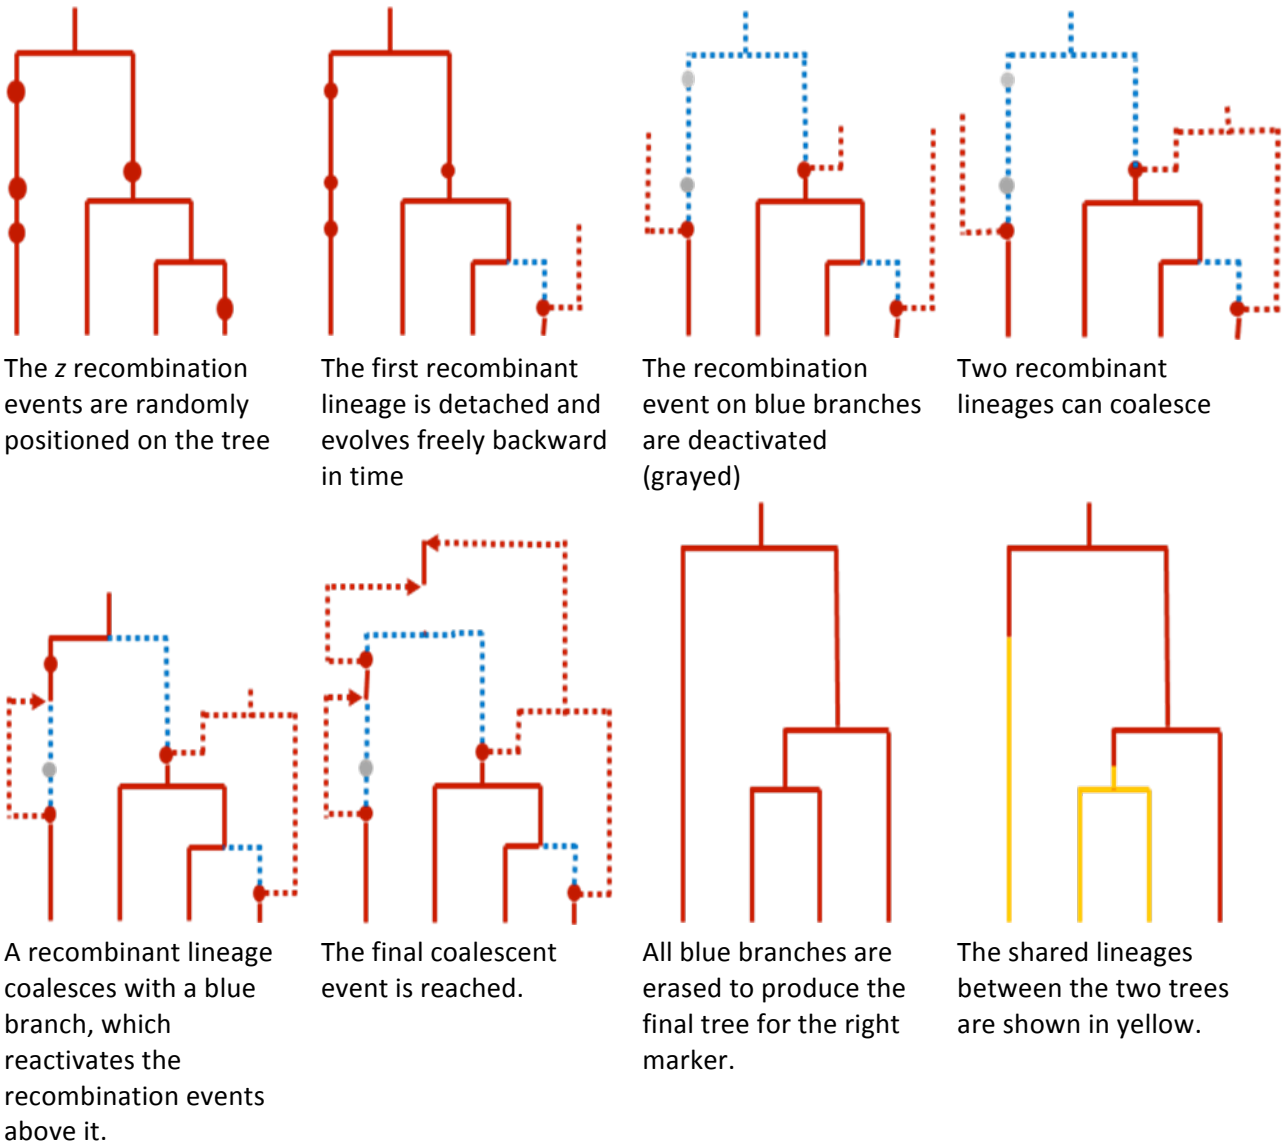 The z recombination
events are randomly
positioned on the tree
The first recombinant
lineage is detached and
evolves freely backward
in time
The recombination
event on blue branches
are deactivated
(grayed)
Two recombinant
lineages can coalesce
A recombinant lineage
coalesces with a blue
branch, which
reactivates the
recombination events
above it.
The final coalescent
event is reached.
All blue branches are
erased to produce the
final tree for the right
marker.
The shared lineages
between the two trees
are shown in yellow.